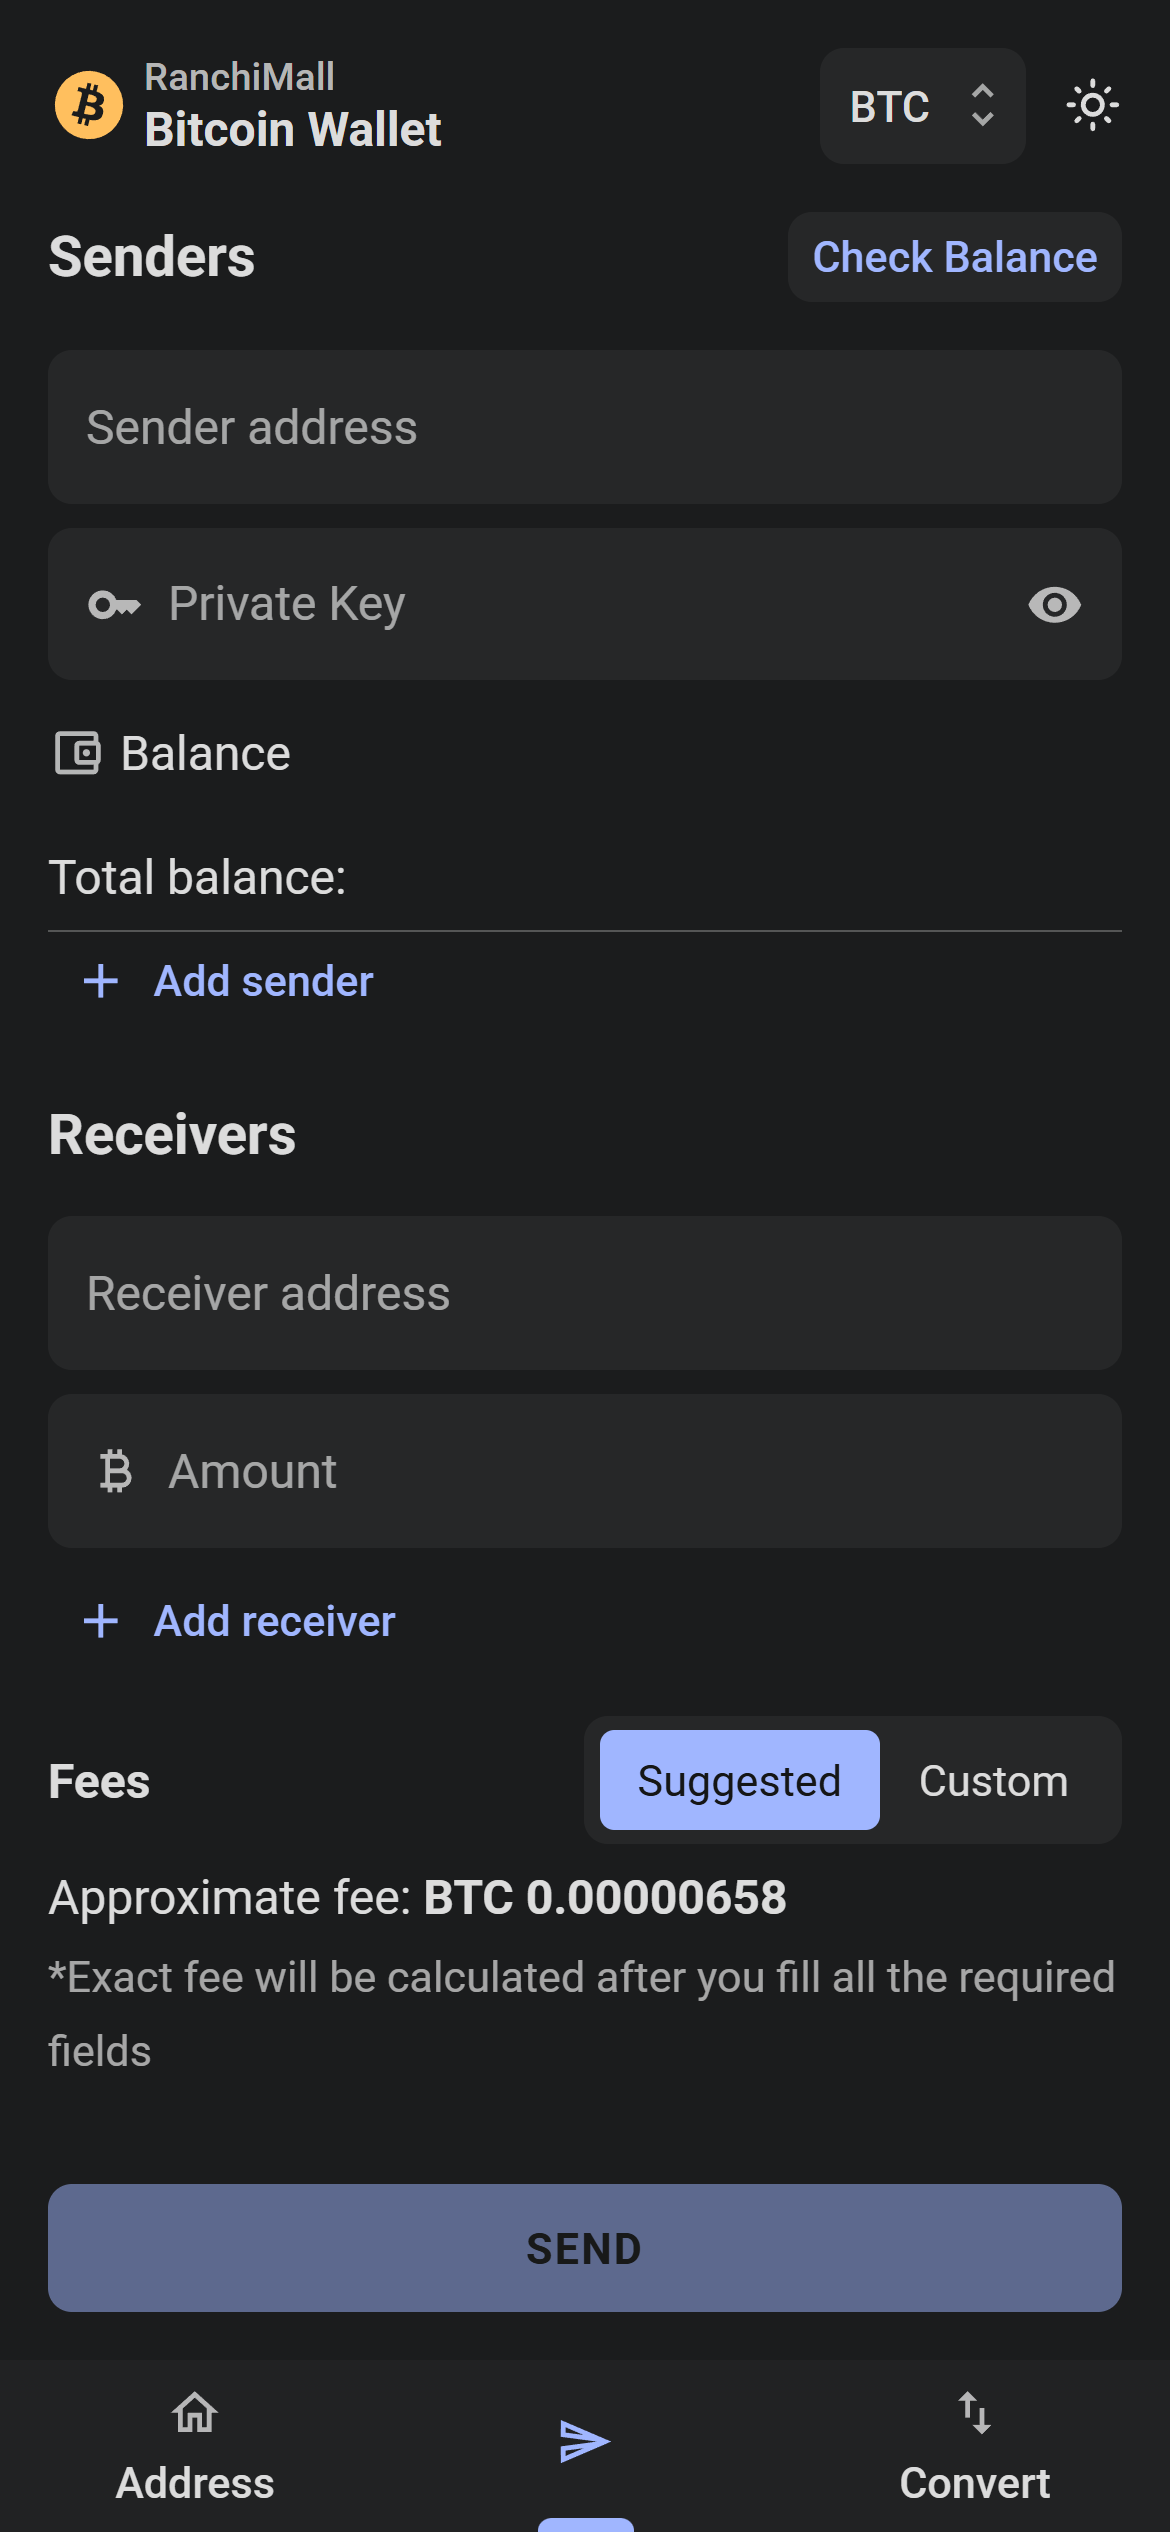 RanchiMall
Bitcoin Wallet
BTC
Senders
Check Balance
Sender address
Private Key
Balance
Total balance:
Add sender
Receivers
Receiver address
Amount
Add receiver
Fees
Suggested
Custom
Approximate fee: BTC 0.00000658
*Exact fee will be calculated after you fill all the required
fields
SEND
Address
Convert